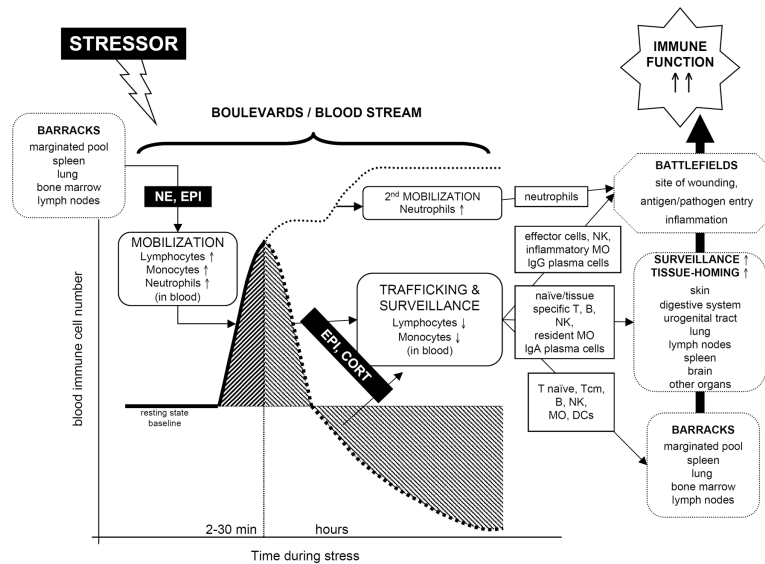 STRESSOR
IMMUNE
FUNCTION
↑ ↑
BOULEVARDS / BLOOD STREAM
BARRACKS
marginated pool
spleen
lung
bone marrow
lymph nodes
NE, EPI
MOBILIZATION
Lymphocytes ↑
Monocytes ↑
Neutrophils ↑
(in blood)
2nd MOBILIZATION
Neutrophils ↑
neutrophils
BATTLEFIELDS
site of wounding,
antigen/pathogen entry
inflammation
effector cells, NK,
inflammatory MO
IgG plasma cells
TRAFFICKING &
SURVEILLANCE
Lymphocytes ↓
Monocytes ↓
(in blood)
EPI, CORT
naïve/tissue
specific T, B,
NK,
resident MO
IgA plasma cells
SURVEILLANCE ↑
TISSUE-HOMING ↑
skin
digestive system
urogenital tract
lung
lymph nodes
spleen
brain
other organs
T naïve, Tcm,
B, NK,
MO, DCs
BARRACKS
marginated pool
spleen
lung
bone marrow
lymph nodes
blood immune cell number
resting state
baseline
2-30 min
hours
Time during stress